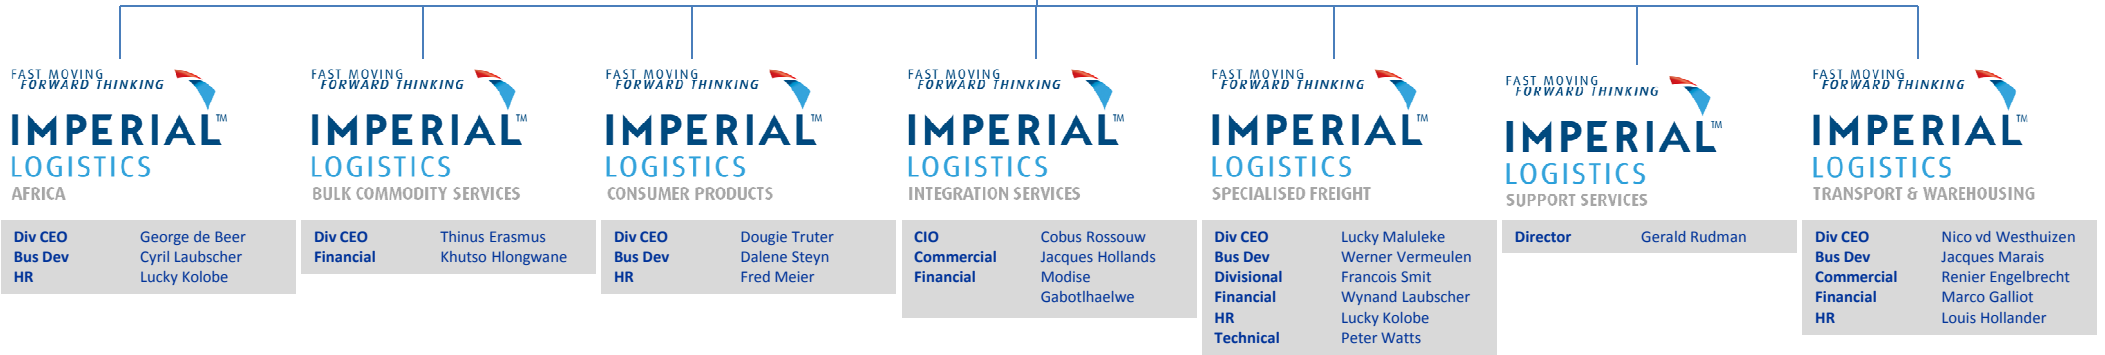 FAST MOVING
FORWARD THINKING
IMPERIAL™
LOGISTICS
AFRICA
Div CEO George de Beer
Bus Dev Cyril Laubscher
HR Lucky Kolobe
FAST MOVING
FORWARD THINKING
IMPERIAL™
LOGISTICS
BULK COMMODITY SERVICES
Div CEO Thinus Erasmus
Financial Khutso Hlongwane
FAST MOVING
FORWARD THINKING
IMPERIAL™
LOGISTICS
CONSUMER PRODUCTS
Div CEO Dougie Truter
Bus Dev Dalene Steyn
HR Fred Meier
FAST MOVING
FORWARD THINKING
IMPERIAL™
LOGISTICS
INTEGRATION SERVICES
CIO Cobus Rossouw
Commercial Jacques Hollands
Financial Modise
Gabotlhaelwe
FAST MOVING
FORWARD THINKING
IMPERIAL™
LOGISTICS
SPECIALISED FREIGHT
Div CEO Lucky Maluleke
Bus Dev Werner Vermeulen
Divisional Francois Smit
Financial Wynand Laubscher
HR Lucky Kolobe
Technical Peter Watts
FAST MOVING
FORWARD THINKING
IMPERIAL™
LOGISTICS
SUPPORT SERVICES
Director Gerald Rudman
FAST MOVING
FORWARD THINKING
IMPERIAL™
LOGISTICS
TRANSPORT & WAREHOUSING
Div CEO Nico vd Westhuizen
Bus Dev Jacques Marais
Commercial Renier Engelbrecht
Financial Marco Galliot
HR Louis Hollander